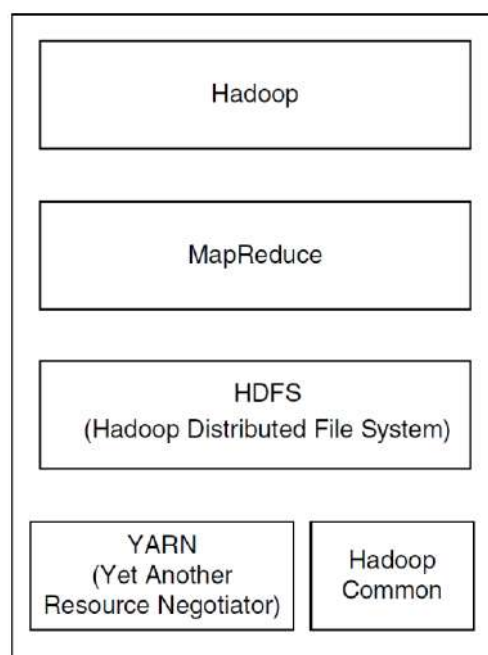 Hadoop
MapReduce
HDFS
(Hadoop Distributed File System)
YARN
(Yet Another
Resource Negotiator)
Hadoop
Common